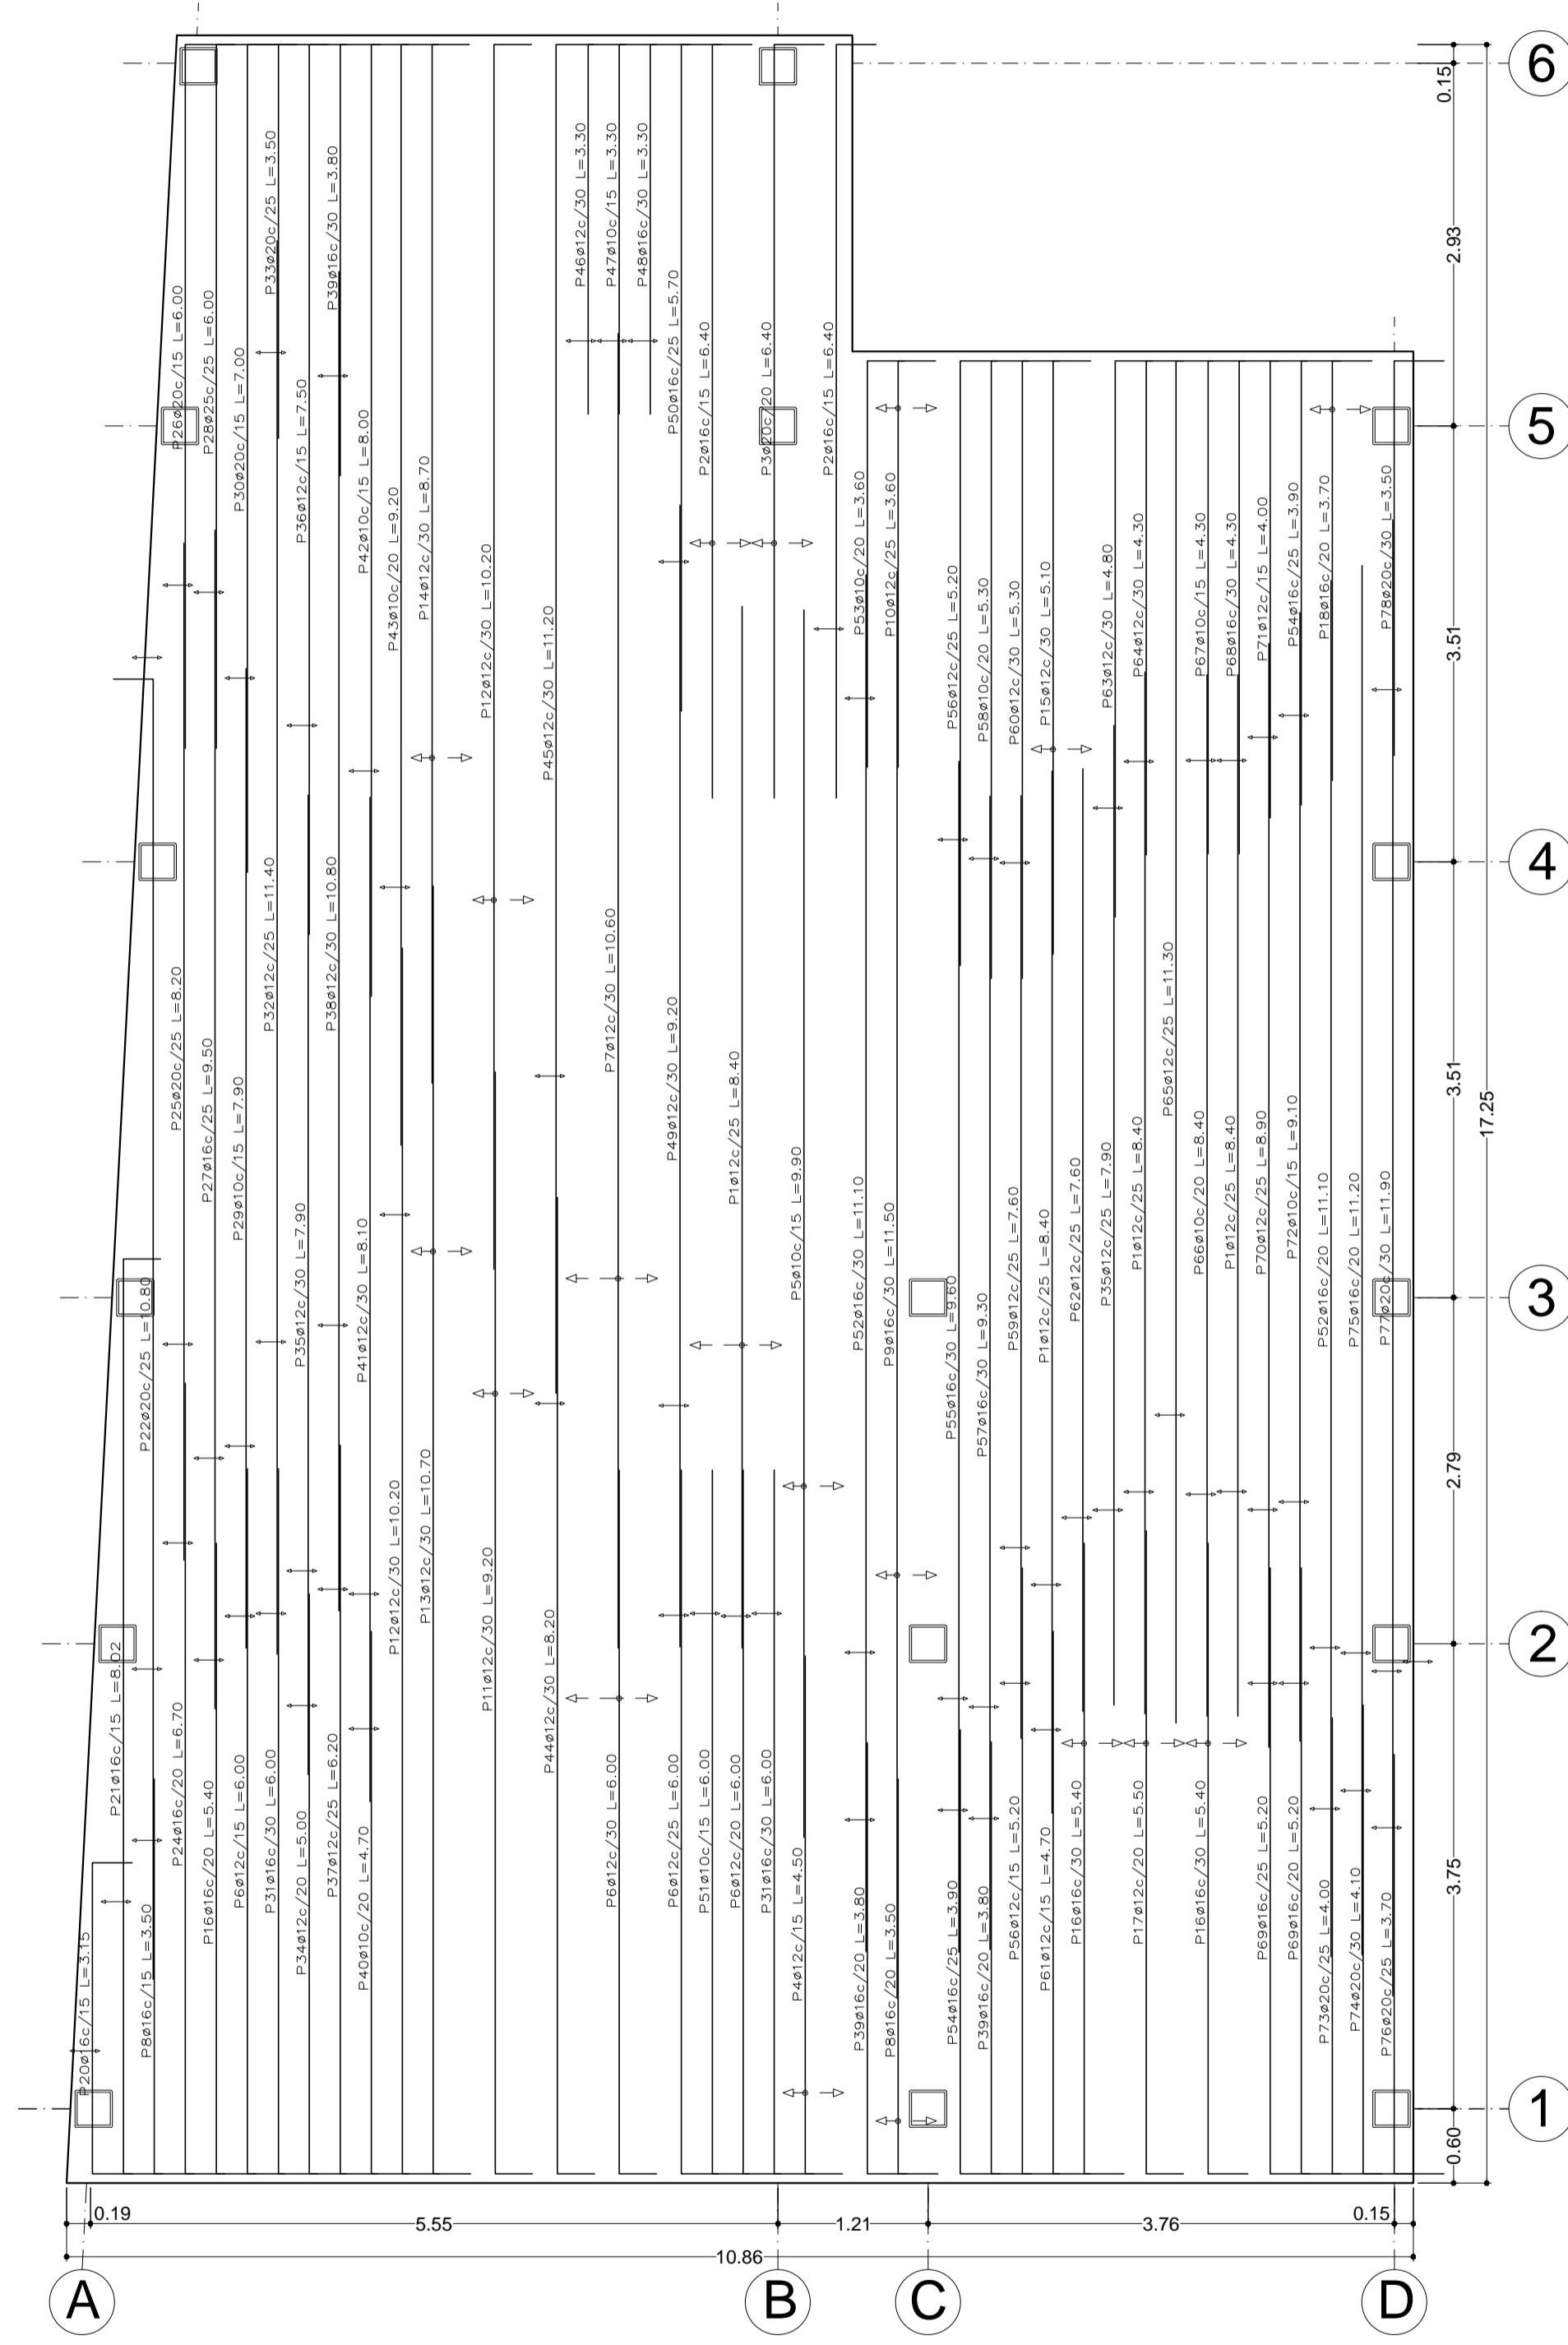 6
0.15
P33ø20c/25 L=3.50
P39ø16c/30 L=3.80
P46ø12c/30 L=3.30
P47ø10c/15 L=3.30
P48ø16c/30 L=3.30
2.93
P26ø20c/15 L=6.00
P28ø25c/25 L=6.00
P30ø20c/15 L=7.00
P36ø12c/15 L=7.50
P42ø10c/15 L=8.00
P43ø10c/20 L=9.20
P14ø12c/30 L=8.70
P12ø12c/30 L=10.20
P45ø12c/30 L=11.20
P50ø16c/25 L=5.70
P2ø16c/15 L=6.40
P3ø20c/20 L=6.40
P2ø16c/15 L=6.40
5
P53ø10c/20 L=3.60
P10ø12c/25 L=3.60
P56ø12c/25 L=5.20
P58ø10c/20 L=5.30
P60ø12c/30 L=5.30
P15ø12c/30 L=5.10
P63ø12c/30 L=4.80
P64ø12c/30 L=4.30
P67ø10c/15 L=4.30
P68ø16c/30 L=4.30
P71ø12c/15 L=4.00
P54ø16c/25 L=3.90
P18ø16c/20 L=3.70
P78ø20c/30 L=3.50
3.51
4
P25ø20c/25 L=8.20
P27ø16c/25 L=9.50
P29ø10c/15 L=7.90
P32ø12c/25 L=11.40
P35ø12c/30 L=7.90
P38ø12c/30 L=10.80
P41ø12c/30 L=8.10
P7ø12c/30 L=10.60
P49ø12c/30 L=9.20
P1ø12c/25 L=8.40
P5ø10c/15 L=9.90
P52ø16c/30 L=11.10
P9ø16c/30 L=11.50
P55ø16c/30 L=9.60
P57ø16c/30 L=9.30
P59ø12c/25 L=7.60
P1ø12c/25 L=8.40
P62ø12c/25 L=7.60
P35ø12c/25 L=7.90
P1ø12c/25 L=8.40
P65ø12c/25 L=11.30
P66ø10c/20 L=8.40
P1ø12c/25 L=8.40
P70ø12c/25 L=8.90
P72ø10c/15 L=9.10
P52ø16c/20 L=11.10
P75ø16c/20 L=11.20
P77ø20c/30 L=11.90
3.51
17.25
3
P22ø20c/25 L=10.80
2.79
2
P20ø16c/15 L=3.15
P21ø16c/15 L=8.02
P8ø16c/15 L=3.50
P24ø16c/20 L=6.70
P16ø16c/20 L=5.40
P6ø12c/15 L=6.00
P31ø16c/30 L=6.00
P34ø12c/20 L=5.00
P37ø12c/25 L=6.20
P40ø10c/20 L=4.70
P12ø12c/30 L=10.20
P13ø12c/30 L=10.70
P11ø12c/30 L=9.20
P44ø12c/30 L=8.20
P6ø12c/30 L=6.00
P6ø12c/25 L=6.00
P51ø10c/15 L=6.00
P6ø12c/20 L=6.00
P31ø16c/30 L=6.00
P4ø12c/15 L=4.50
P39ø16c/20 L=3.80
P8ø16c/20 L=3.50
P54ø16c/25 L=3.90
P39ø16c/20 L=3.80
P56ø12c/15 L=5.20
P61ø12c/15 L=4.70
P16ø16c/30 L=5.40
P17ø12c/20 L=5.50
P16ø16c/30 L=5.40
P69ø16c/25 L=5.20
P69ø16c/20 L=5.20
P73ø20c/25 L=4.00
P74ø20c/30 L=4.10
P76ø20c/25 L=3.70
3.75
1
0.60
0.19
5.55
1.21
3.76
0.15
10.86
A
B
C
D